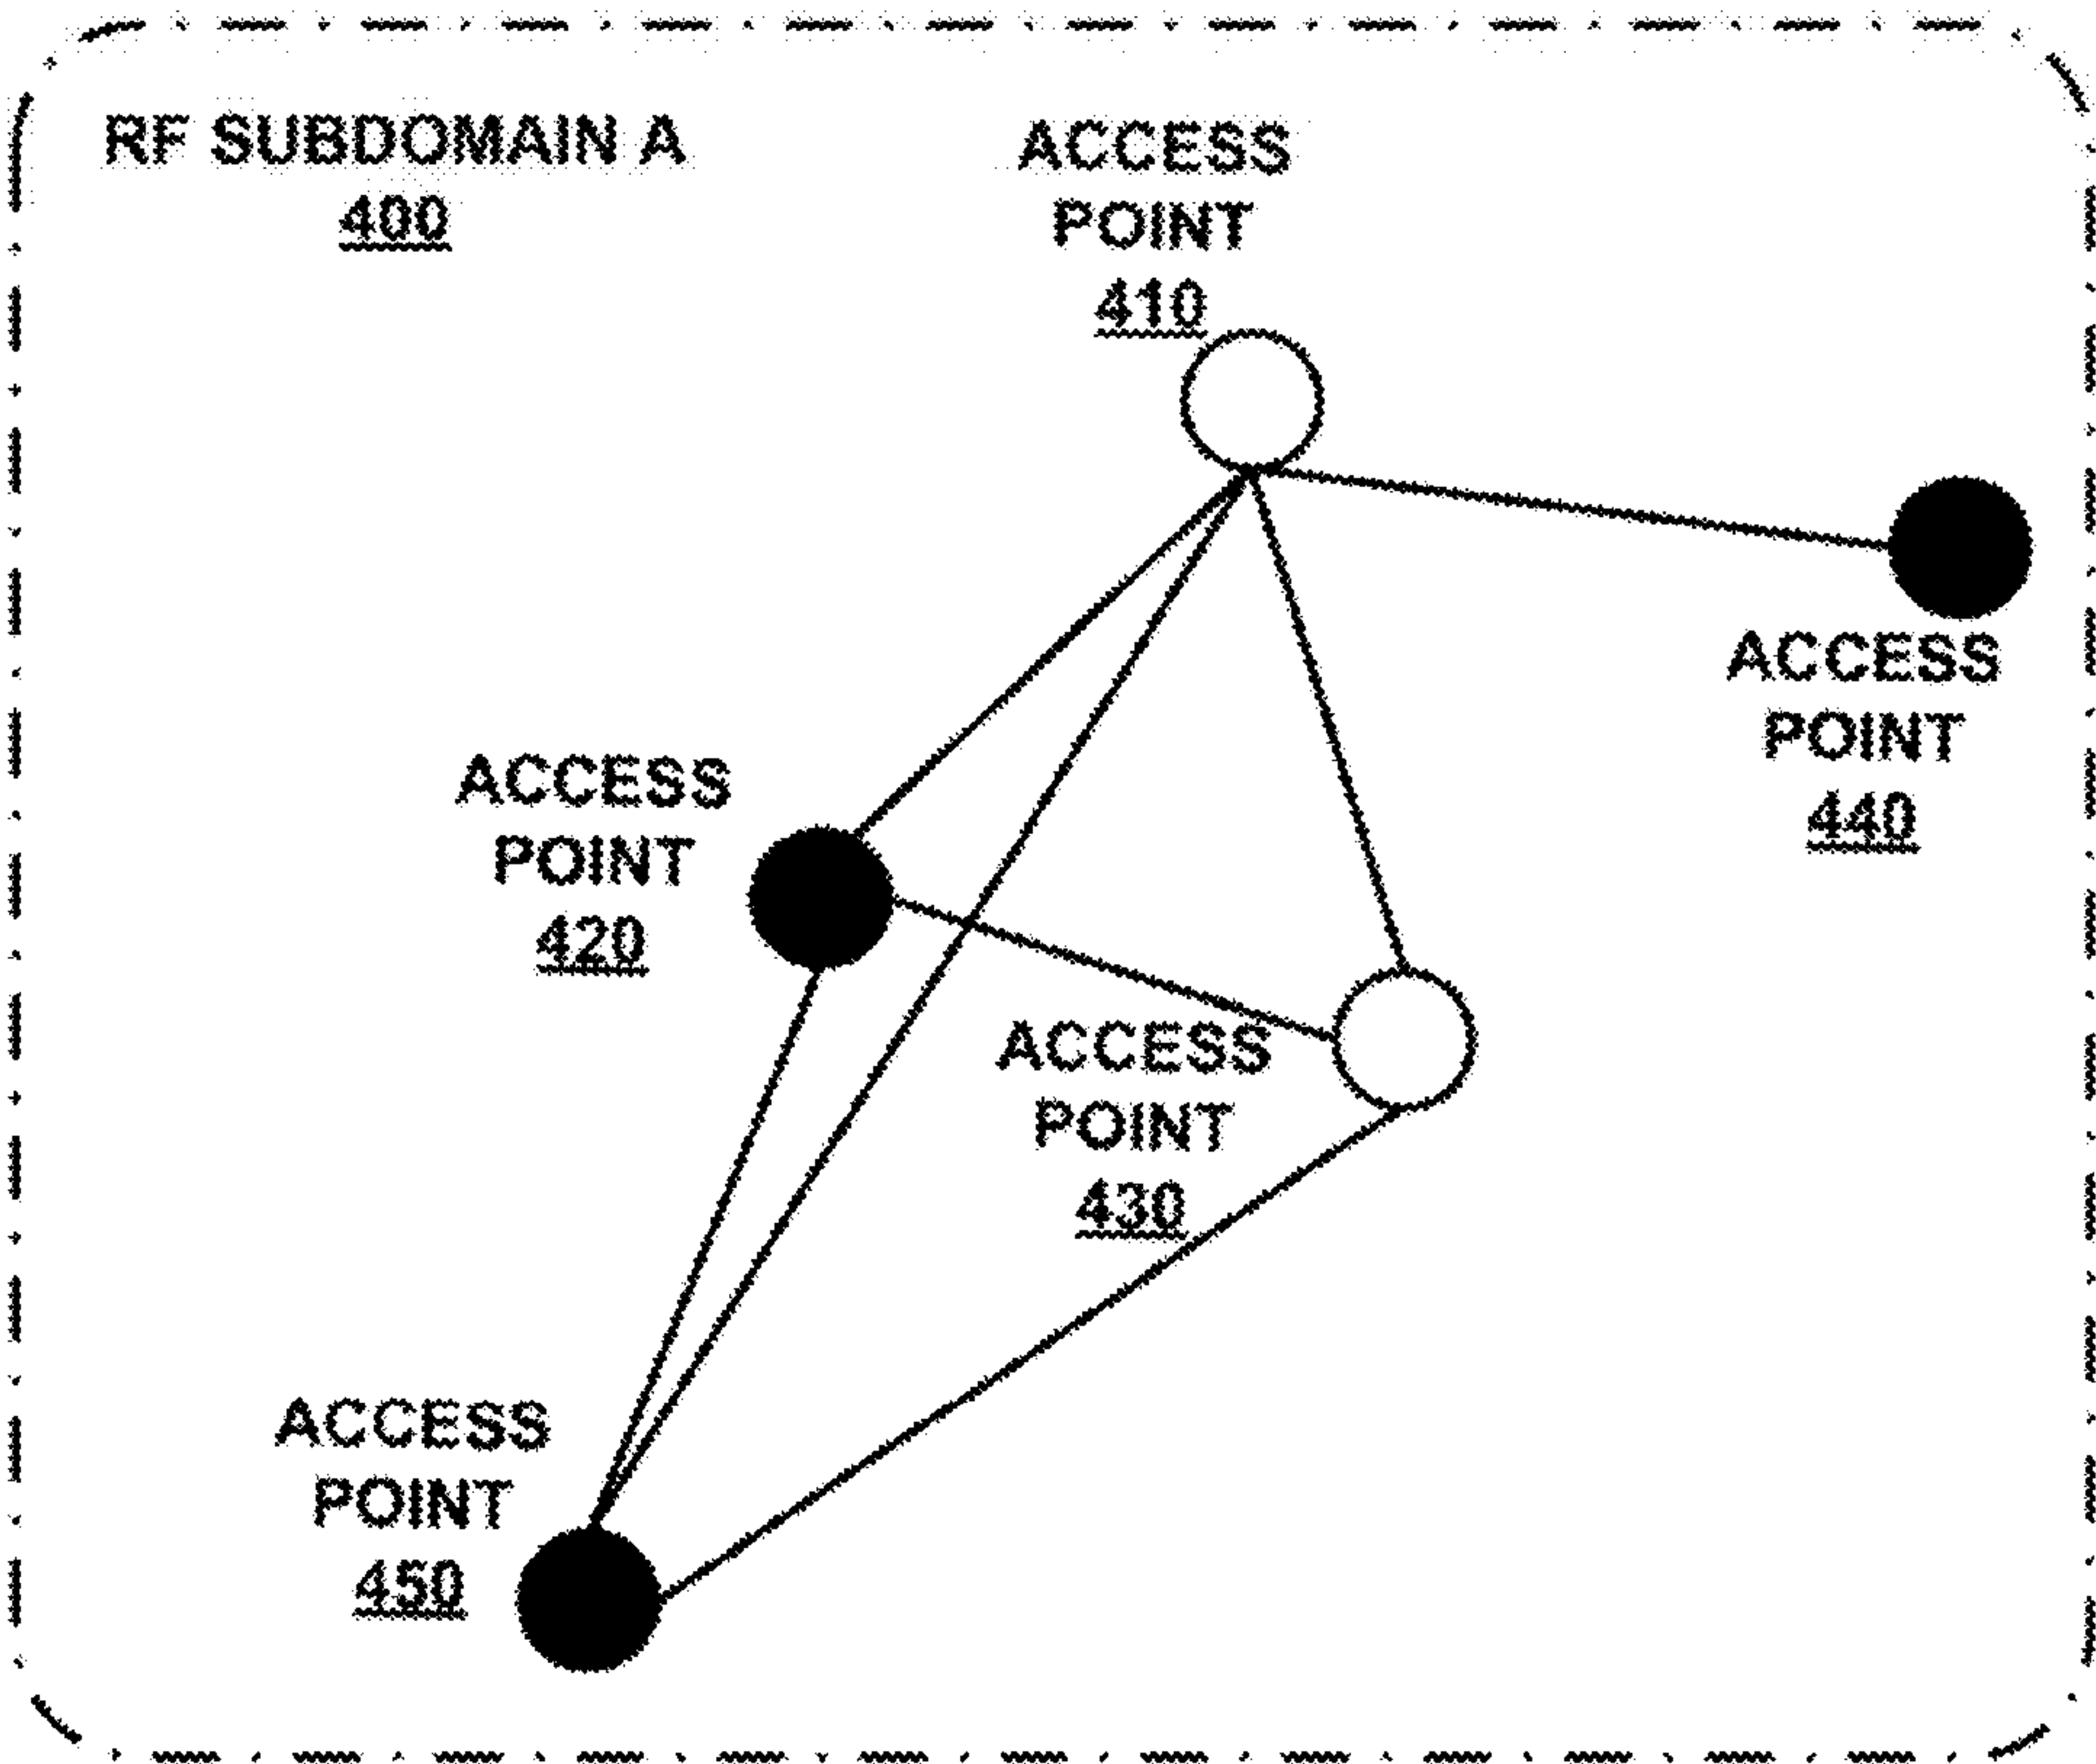 RF SUBDOMAIN A
400
ACCESS
POINT
410
ACCESS
POINT
440
ACCESS
POINT
420
ACCESS
POINT
430
ACCESS
POINT
450